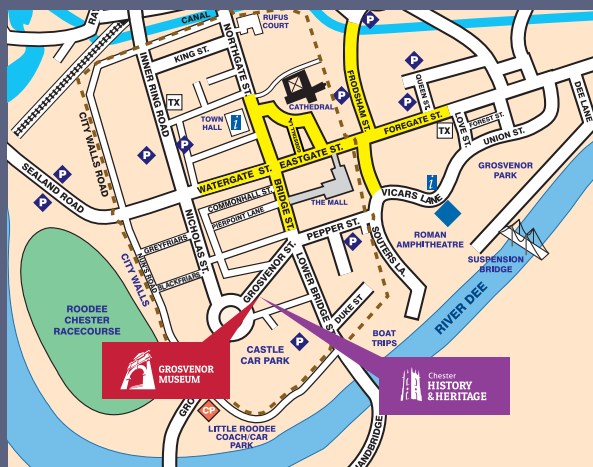 CANAL
RUFUS
COURT
KING ST.
NORTHGATE ST.
INNER RING ROAD
P
P
TX
CATHEDRAL
P
FRODSHAM ST.
QUEEN ST.
P
DEE LANE
TOWN
HALL
i
FOREGATE ST.
TX
LOVE ST.
FOREST ST.
UNION ST.
CITY WALLS ROAD
P
P
P
P
SEALAND ROAD
WATERGATE ST.
EASTGATE ST.
GROSVENOR
PARK
COMMONHALL ST.
PIERPOINT LANE
BRIDGE ST.
THE MALL
i
VICARS LANE
NICHOLAS ST.
GREYFRIARS
NUN'S ROAD
BLACKFRIARS
CITY WALLS
PEPPER ST.
P
SOUTERS LA.
ROMAN
AMPHITHEATRE
SUSPENSION
BRIDGE
GROSVENOR ST.
LOWER BRIDGE ST.
DUKE ST
RIVER DEE
ROODEE
CHESTER
RACECOURSE
BOAT
TRIPS
P
CASTLE
CAR PARK
GROSVENOR
MUSEUM
Chester
HISTORY
& HERITAGE
CP
LITTLE ROODEE
COACH/CAR
PARK